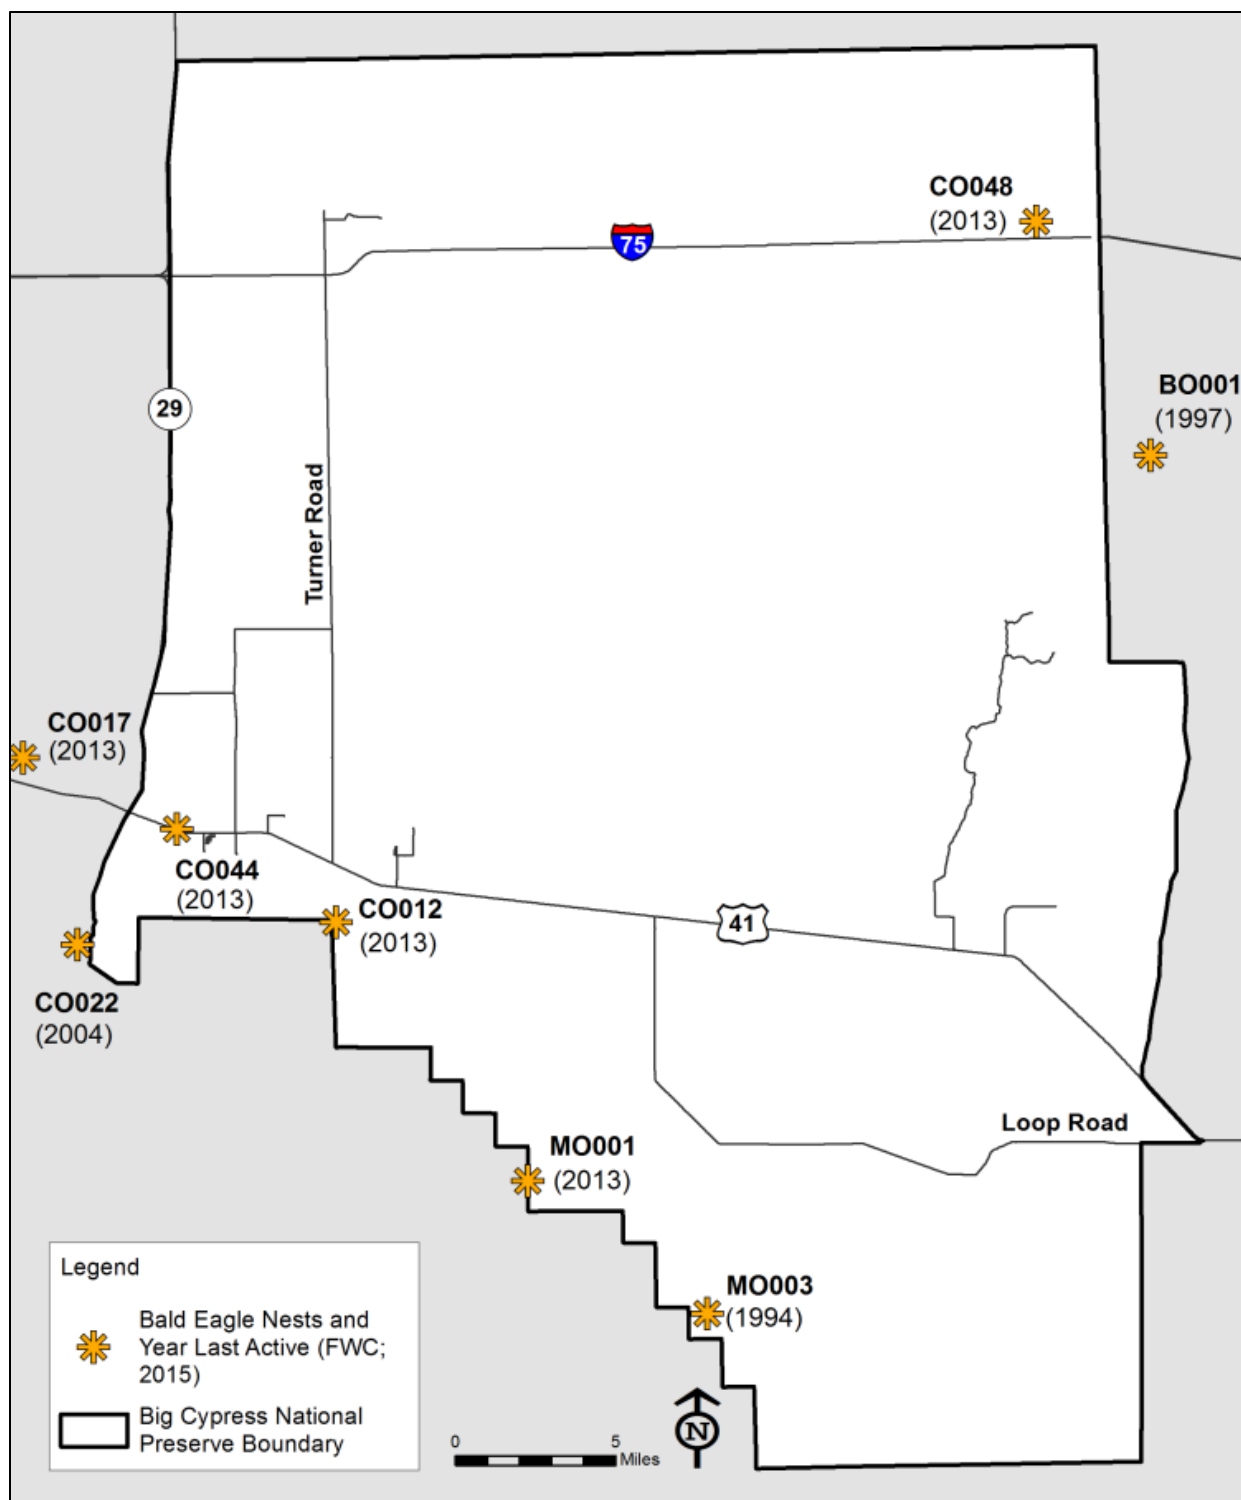 CO048
(2013)
75
BO001
(1997)
29
Turner Road
CO017
(2013)
CO044
(2013)
CO012
(2013)
41
CO022
(2004)
Loop Road
MO001
(2013)
MO003
(1994)
Legend
Bald Eagle Nests and
Year Last Active (FWC;
2015)
Big Cypress National
Preserve Boundary
0 5
Miles
N